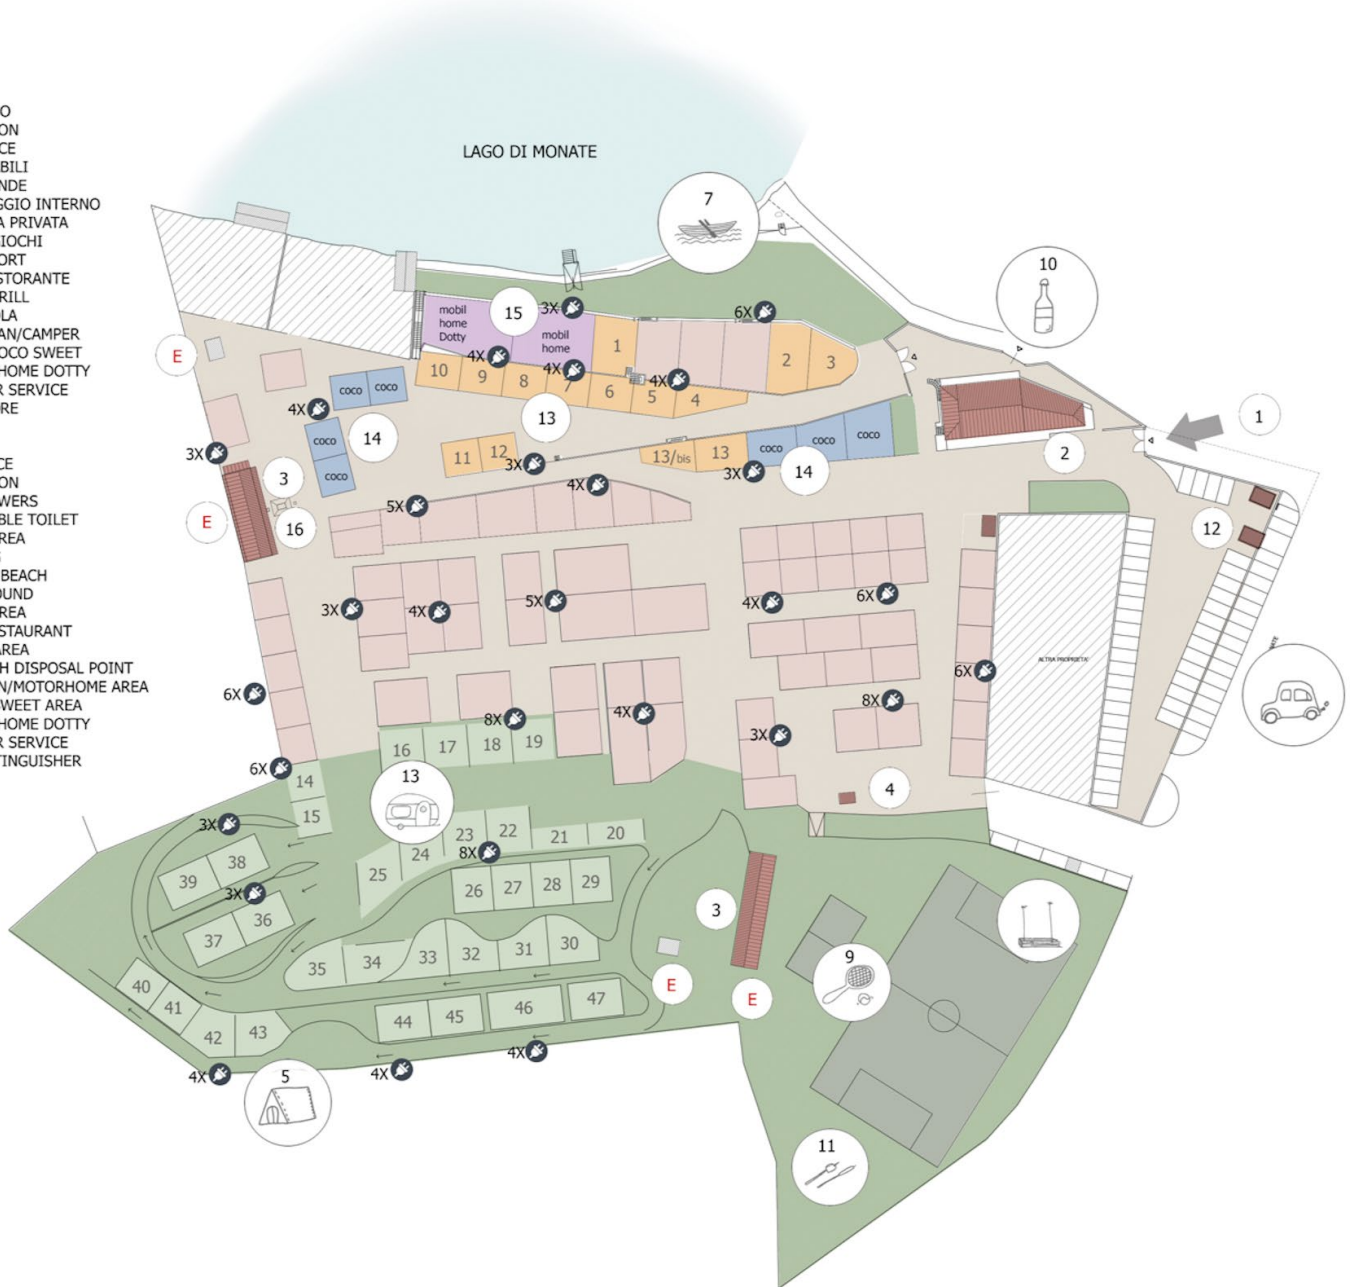 LAGO DI MONATE
O
ON
CE
BILI
NDE
GGIO INTERNO
A PRIVATA
GIOCHI
ORT
STORANTE
RILL
OLA
AN/CAMPER
OCO SWEET
HOME DOTTY
R SERVICE
RE
CE
ON
WERS
BLE TOILET
REA
G
BEACH
OUND
REA
STAURANT
AREA
H DISPOSAL POINT
N/MOTORHOME AREA
SWEET AREA
HOME DOTTY
R SERVICE
TINGUISHER
7
10
15
3X
6X
mobil
home
Dotty
mobil
home
1
2
3
E
4X
4X
4X
10
9
8
7
6
5
4
coco
coco
4X
13
14
1
coco
coco
11
12
3X
13/bis
13
coco
coco
coco
3X
14
2
3X
3
4X
5X
E
16
12
3X
4X
5X
4X
6X
ALTRA PROPRIETA'
6X
6X
8X
4X
8X
3X
16
17
18
19
6X
14
15
13
4
3X
23
22
21
20
24
8X
25
38
39
3X
26
27
28
29
36
37
3
9
33
32
31
30
35
34
E
E
40
41
42
43
44
45
46
47
4X
4X
4X
5
11